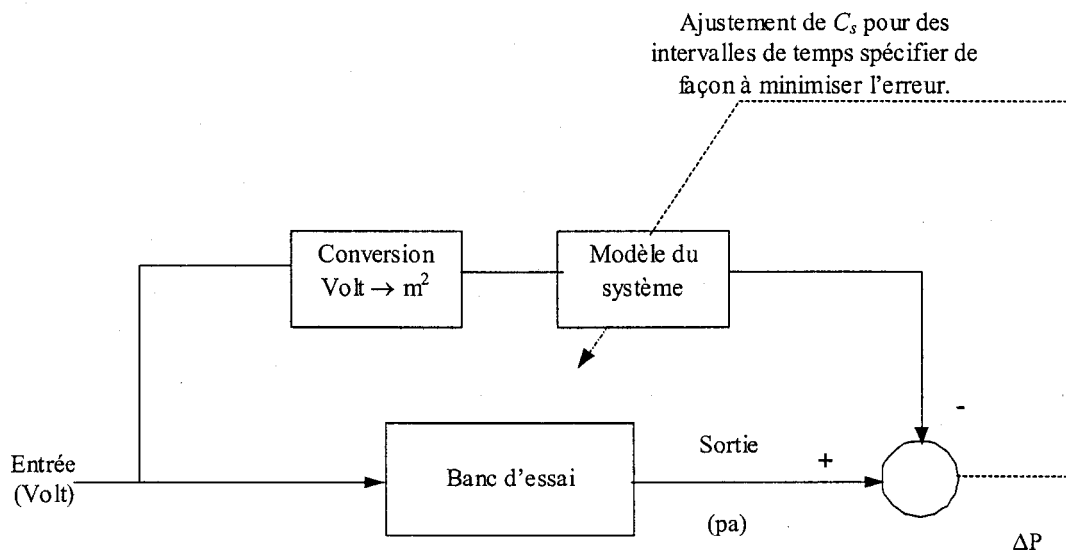 Ajustement de Cs pour des
intervalles de temps spécifier de
façon à minimiser l'erreur.
Conversion
Volt → m²
Modèle du
système
-
Entrée
(Volt)
Banc d'essai
Sortie
+
(pa)
ΔP